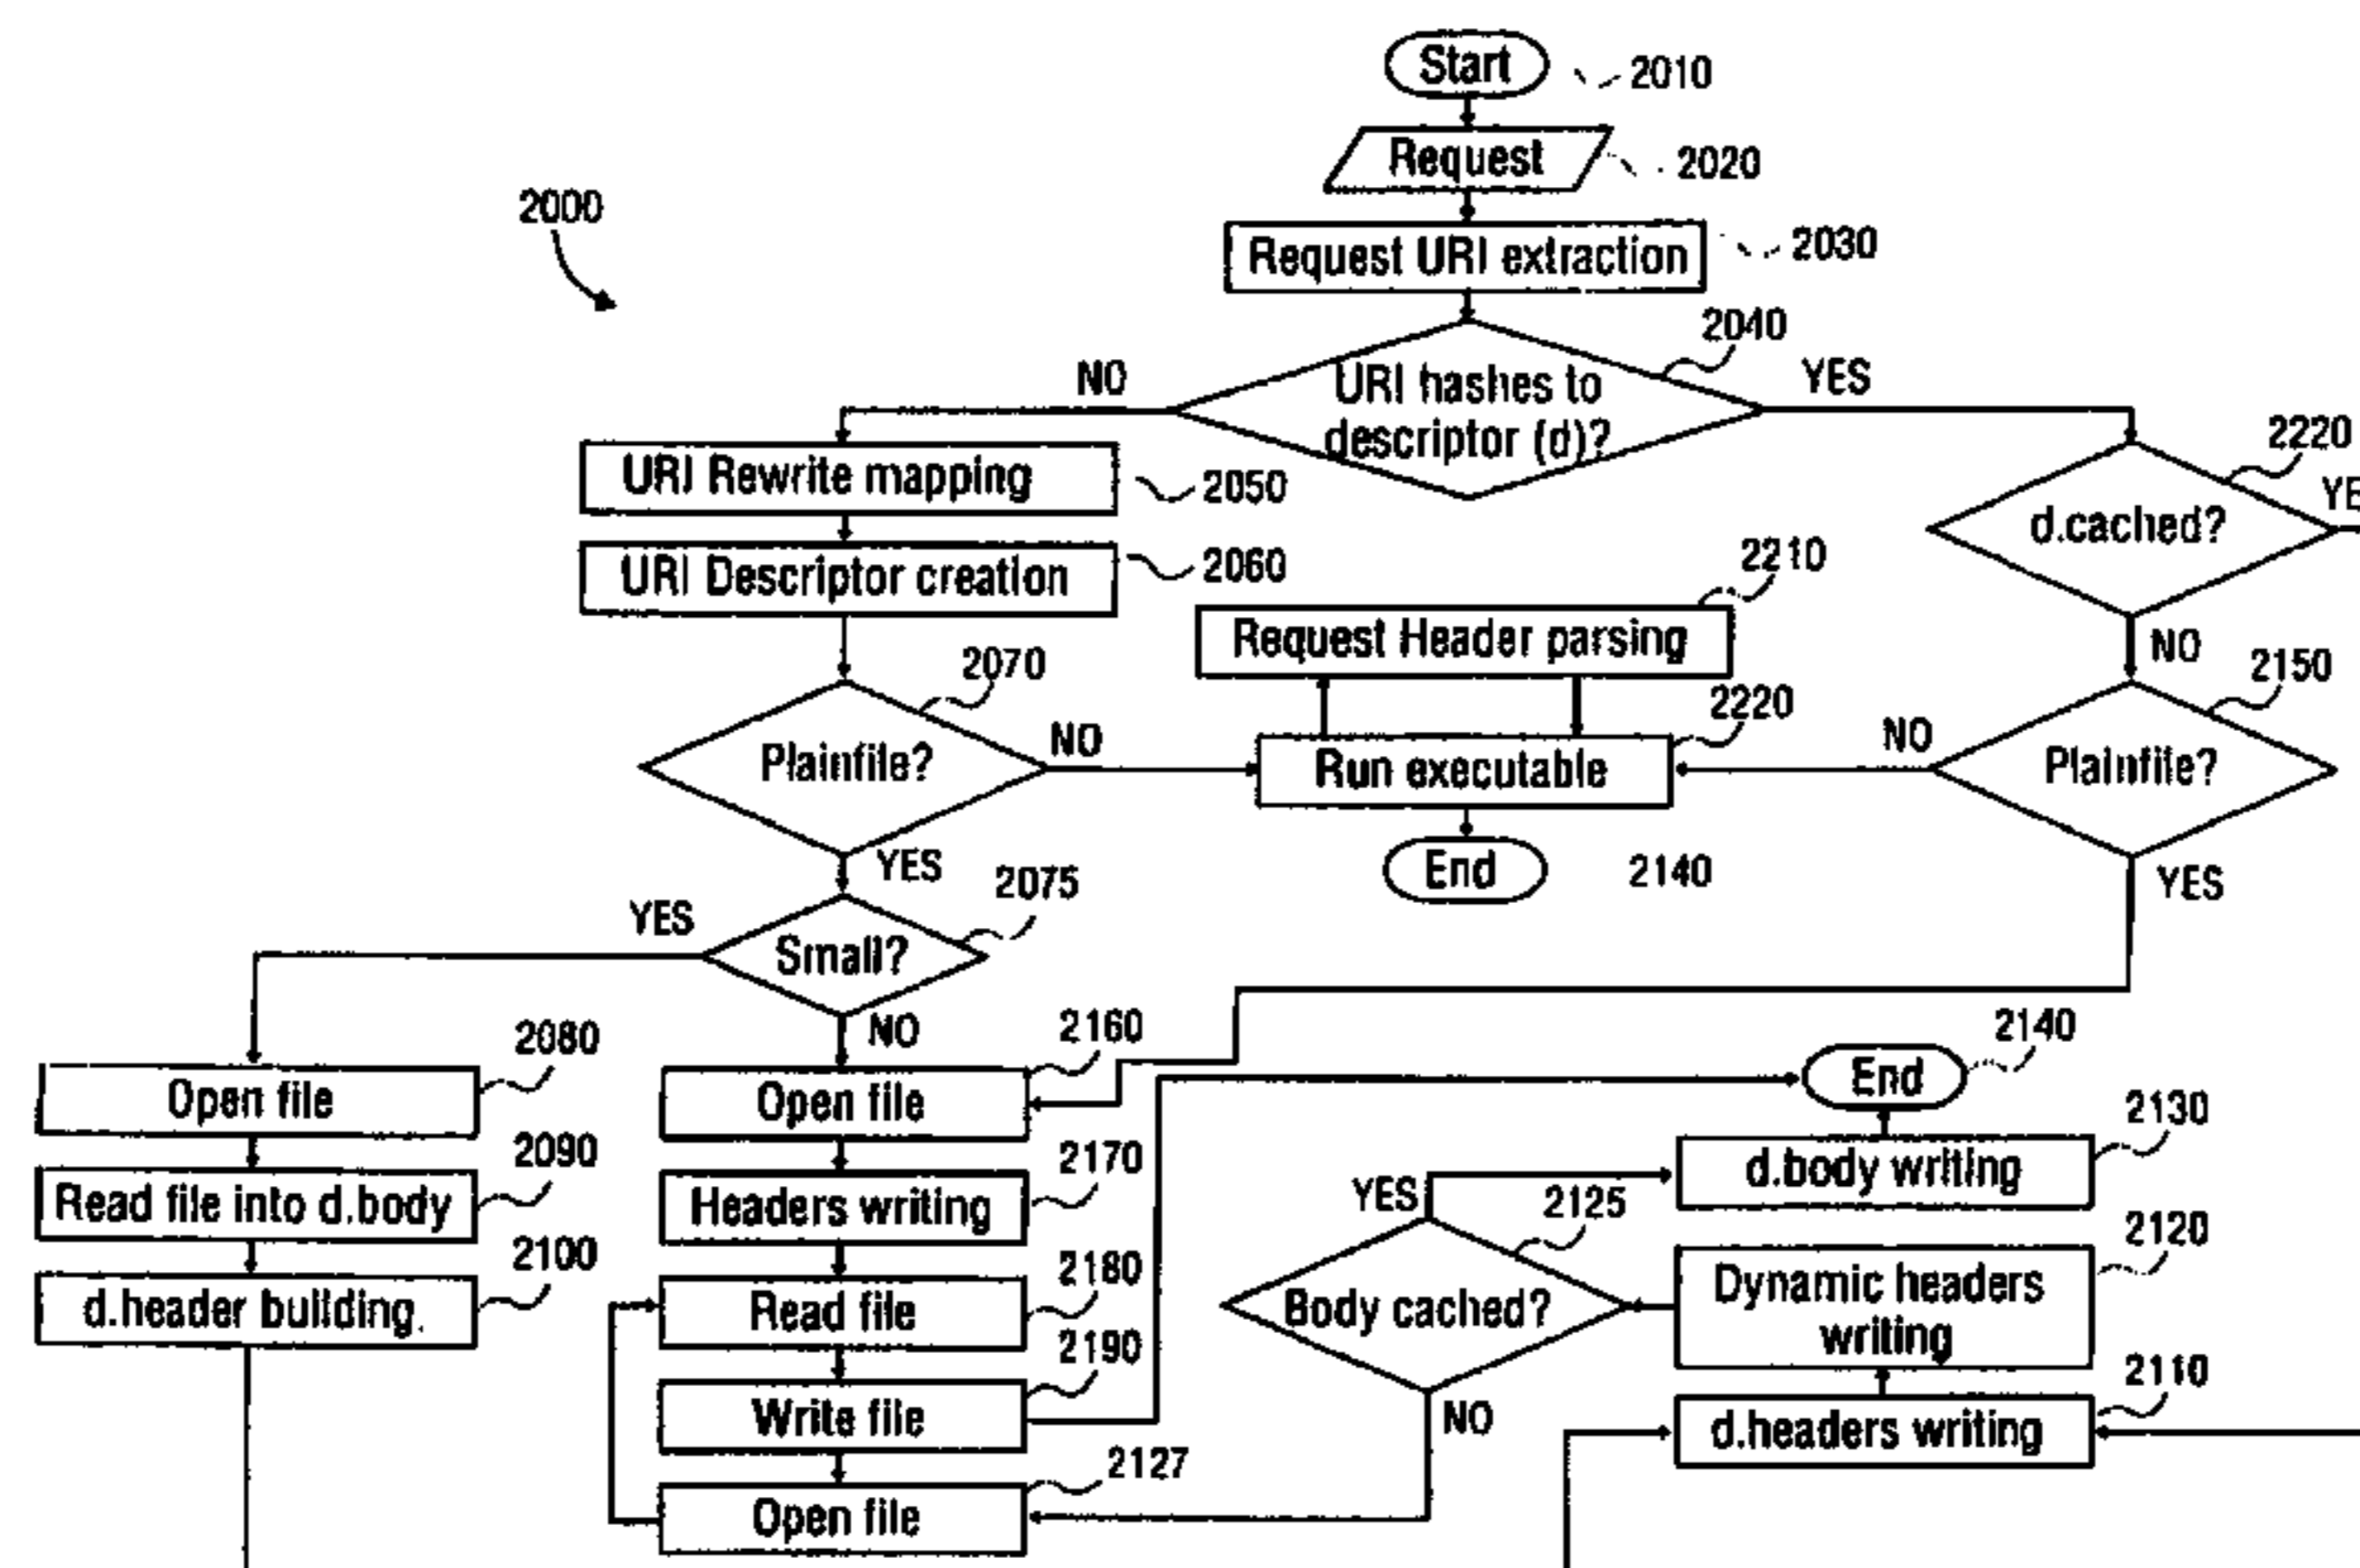 Start
2010
Request
2020
2000
Request URI extraction
2030
2040
NO
URI hashes to
descriptor (d)?
YES
2220
URI Rewrite mapping
2050
d.cached?
URI Descriptor creation
2060
2210
Request Header parsing
NO
2150
2070
2220
Plainfile?
NO
Run executable
NO
Plainfile?
YES
End
2140
YES
2075
YES
Small?
NO
2080
2160
2140
Open file
Open file
End
2130
2090
2170
d.body writing
Read file into d.body
Headers writing
YES
2125
2120
2100
2180
Dynamic headers
writing
d.header building
Read file
Body cached?
2190
2110
Write file
NO
d.headers writing
2127
Open file